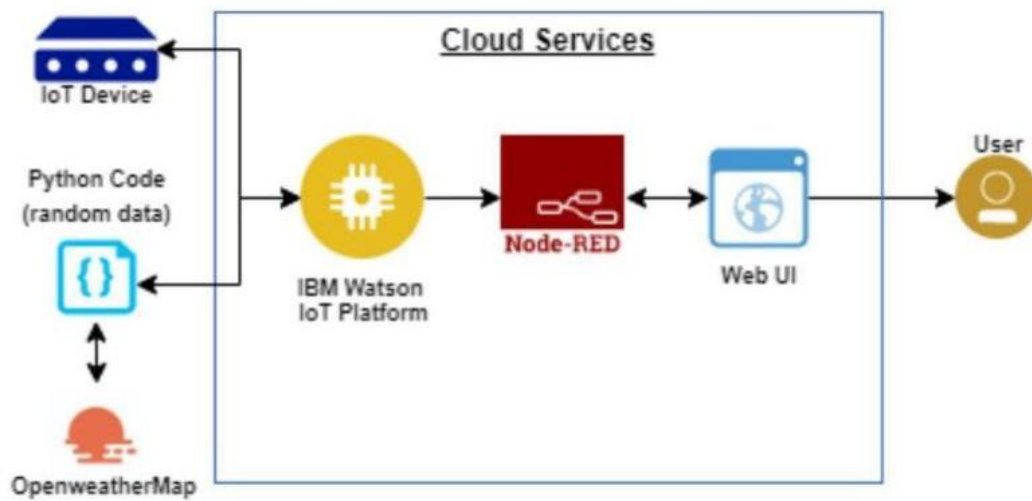 Cloud Services
IoT Device
Python Code
(random data)
{}
OpenweatherMap
IBM Watson
IoT Platform
Node-RED
Web UI
User